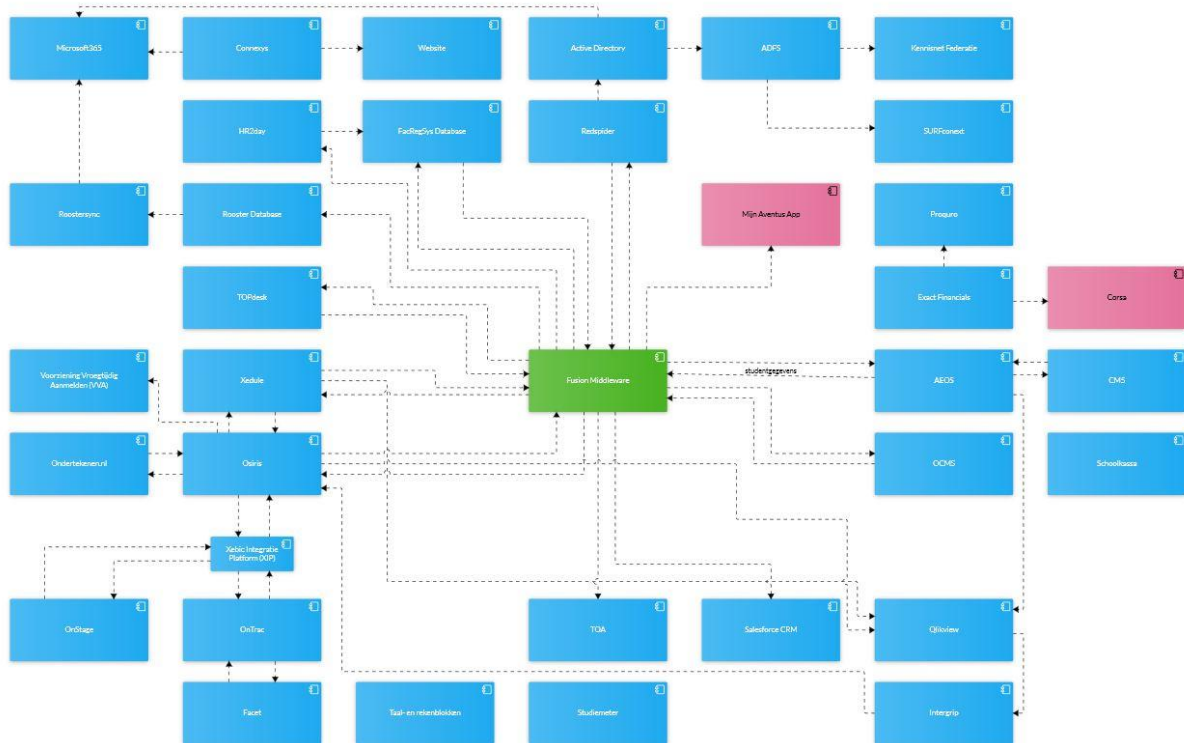 Microsoft365
Connexys
Website
Active Directory
ADFS
Kennisnet Federatie
HR2day
FacRegSys Database
Redspider
SURFconext
Roostersync
Rooster Database
Mijn Aventus App
Proquro
TOPdesk
Exact Financials
Corsa
Voorziening Vroegtijdig
Aanmelden (VVA)
Xedule
Fusion Middleware
studentgegevens
AEOS
CMS
Ondertekenen.nl
Osiris
OCMS
Schoolkassa
Xebic Integratie
Platform (XIP)
OnStage
OnTrac
TOA
Salesforce CRM
Qlikview
Facet
Taal- en rekenblokken
Studiemeter
Intergrip